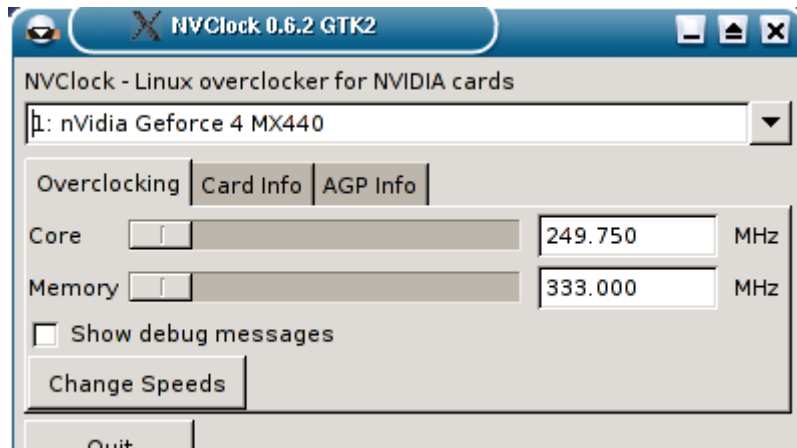 NVClock 0.6.2 GTK2
NVClock - Linux overclocker for NVIDIA cards
1: nVidia Geforce 4 MX440
Overclocking Card Info AGP Info
Core 249.750 MHz
Memory 333.000 MHz
Show debug messages
Change Speeds
Quit